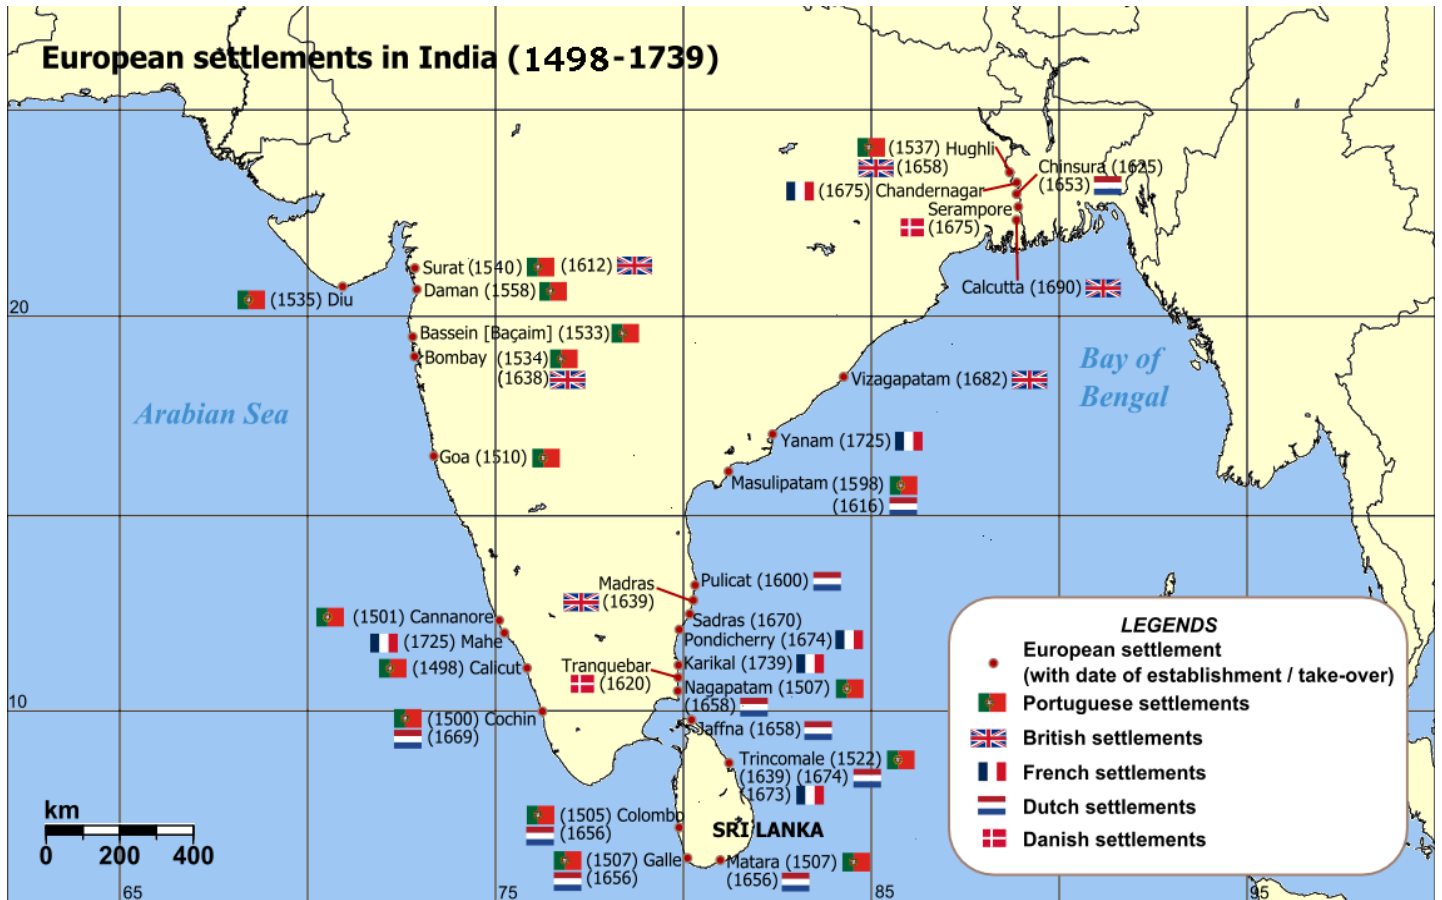 European settlements in India (1498-1739)
(1537) Hughli
(1658)
Chinsura (1625)
(1653)
(1675) Chandernagar
Serampore
(1675)
Calcutta (1690)
Surat (1540)
(1612)
Daman (1558)
(1535) Diu
20
Bassein [Baçaim] (1533)
Bombay (1534)
(1638)
Bay of
Bengal
Vizagapatam (1682)
Arabian Sea
Yanam (1725)
Goa (1510)
Masulipatam (1598)
(1616)
Pulicat (1600)
Madras
(1639)
Sadras (1670)
(1501) Cannanore
(1725) Mahe
Pondicherry (1674)
(1498) Calicut
Tranquebar
(1620)
Karikal (1739)
Nagapatam (1507)
(1658)
10
(1500) Cochin
(1669)
Jaffna (1658)
Trincomale (1522)
(1639) (1674)
(1673)
(1505) Colombo
(1656)
SRI LANKA
(1507) Galle
(1656)
Matara (1507)
(1656)
km
0 200 400
65
75
85
95
LEGENDS
European settlement
(with date of establishment / take-over)
Portuguese settlements
British settlements
French settlements
Dutch settlements
Danish settlements